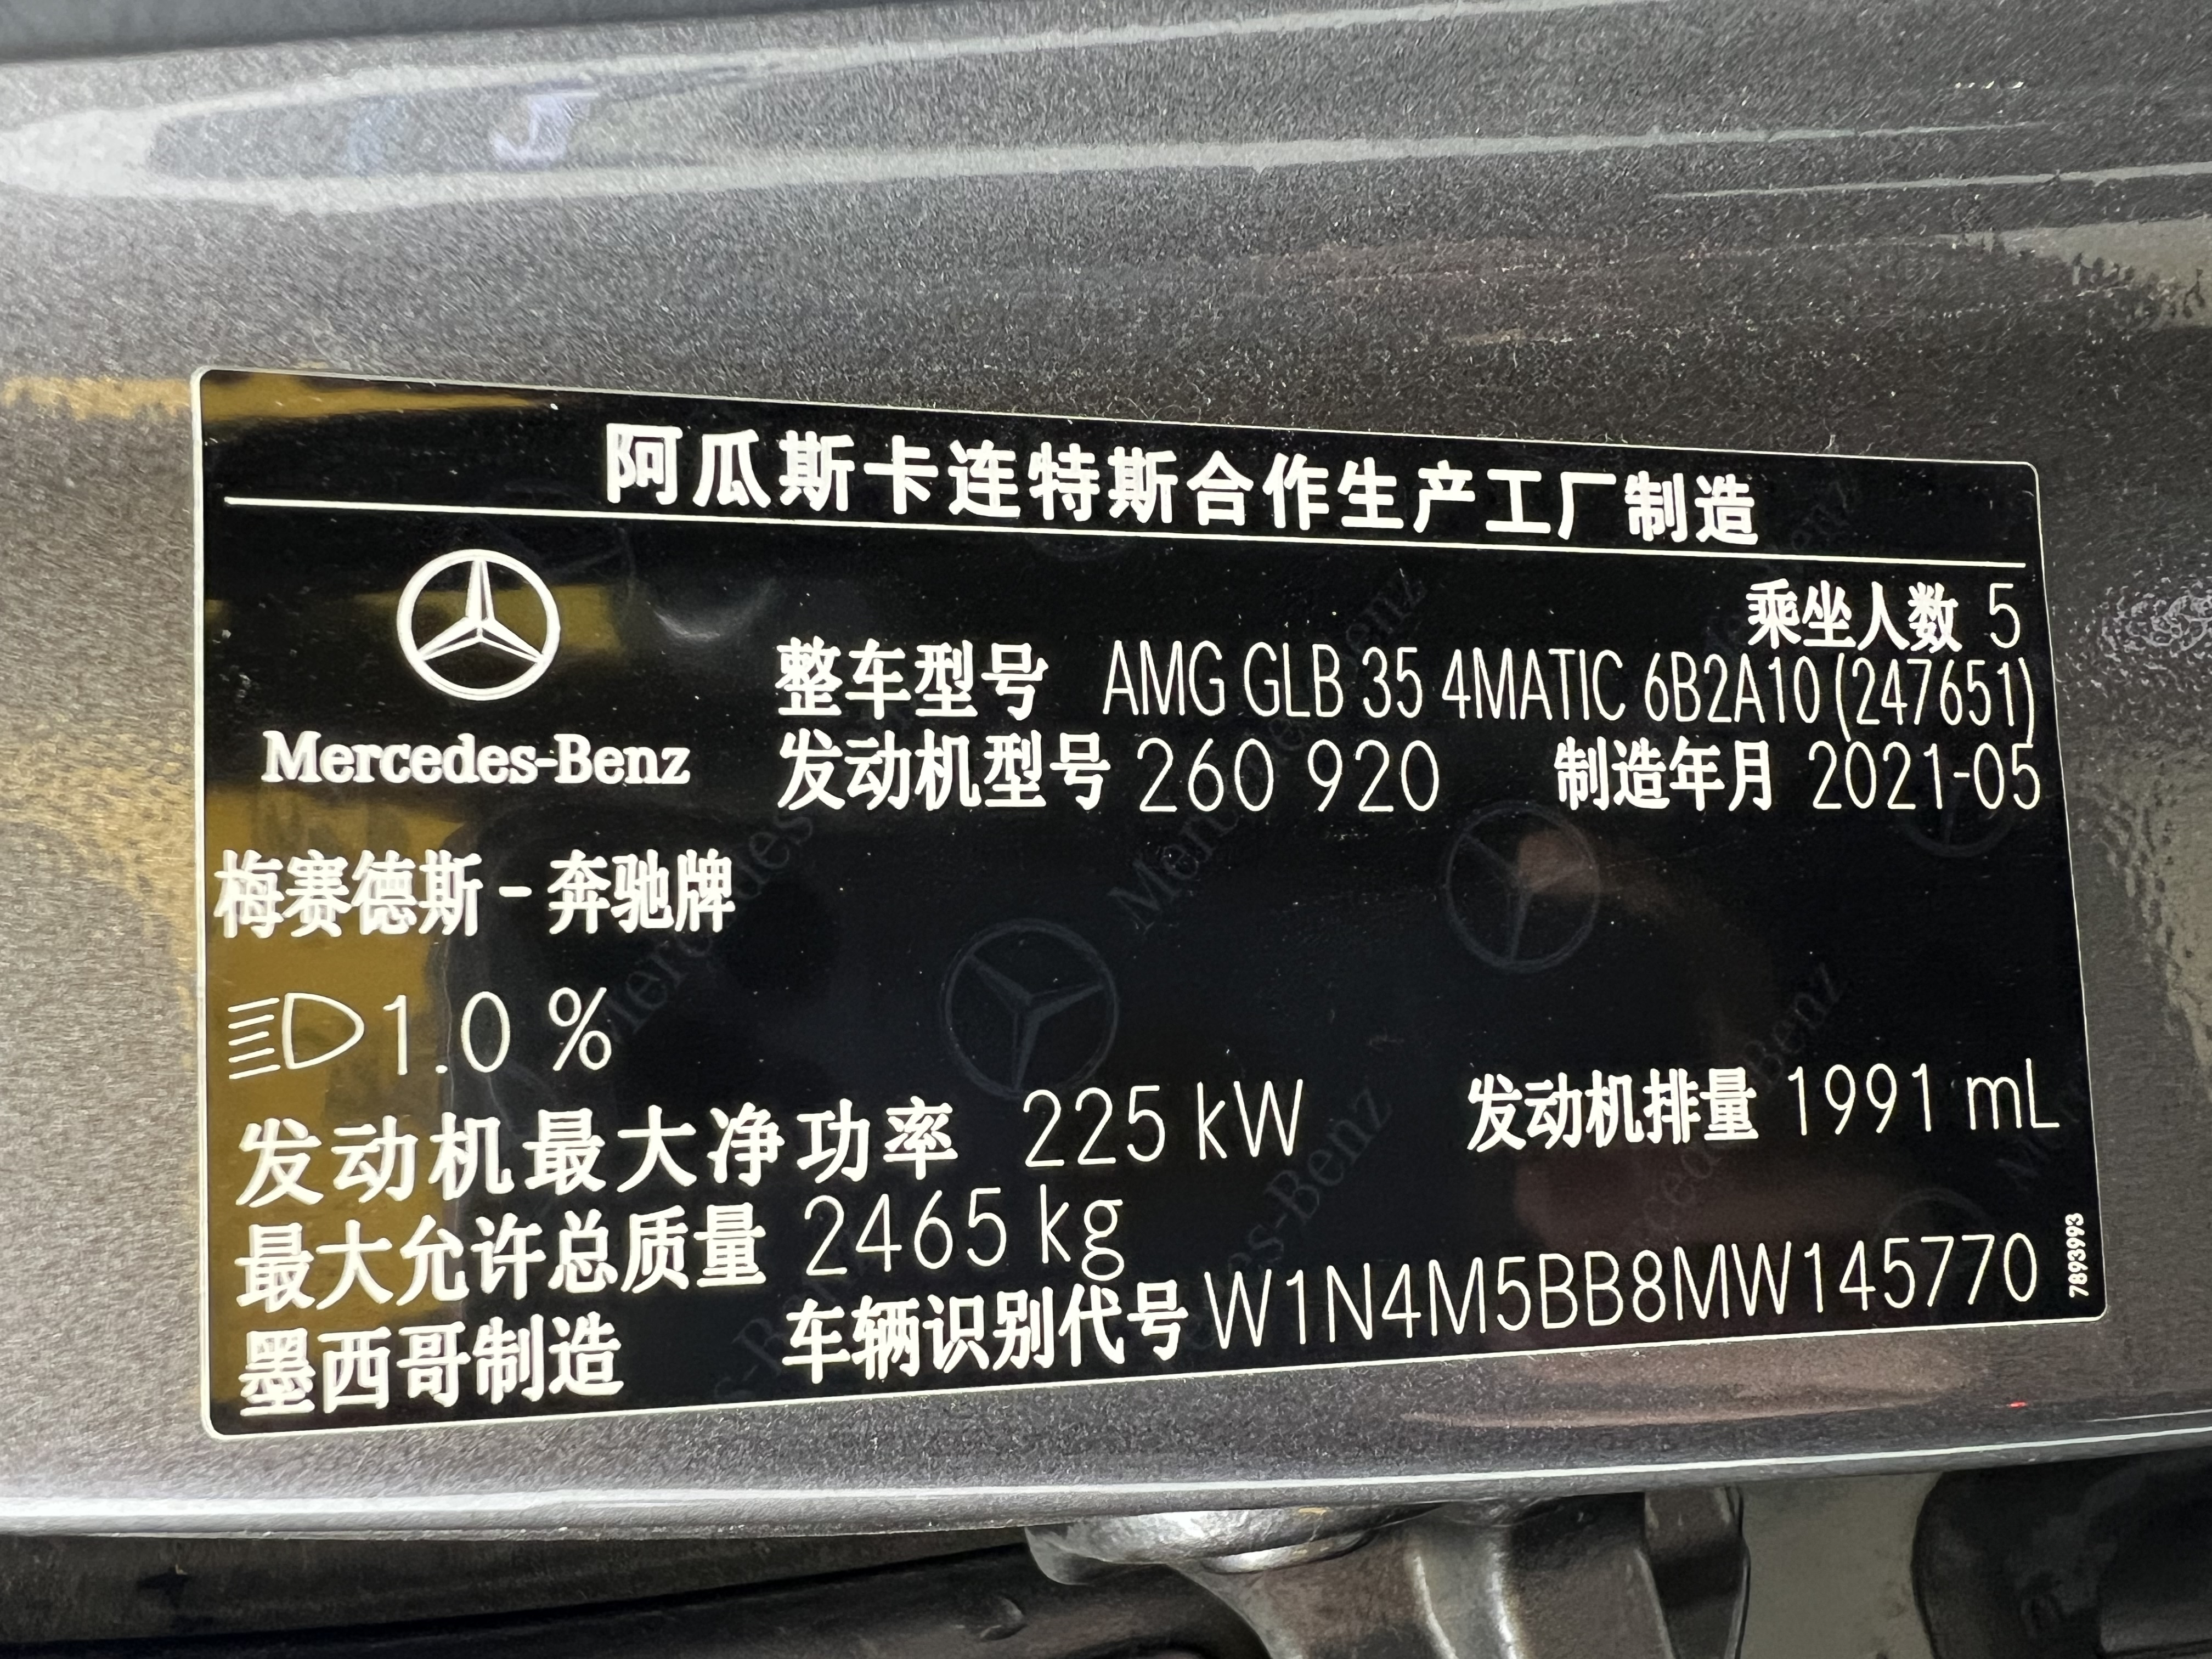 阿瓜斯卡连特斯合作生产工厂制造
乘坐人数 5
整车型号 AMG GLB 35 4MATIC 6B2A10 (247651)
Mercedes-Benz
发动机型号 260 920 制造年月 2021-05
梅赛德斯-奔驰牌
1.0 %
发动机最大净功率 225 kW 发动机排量 1991 mL
最大允许总质量 2465 kg
墨西哥制造 车辆识别代号 W1N4M5BB8MW145770
7893993